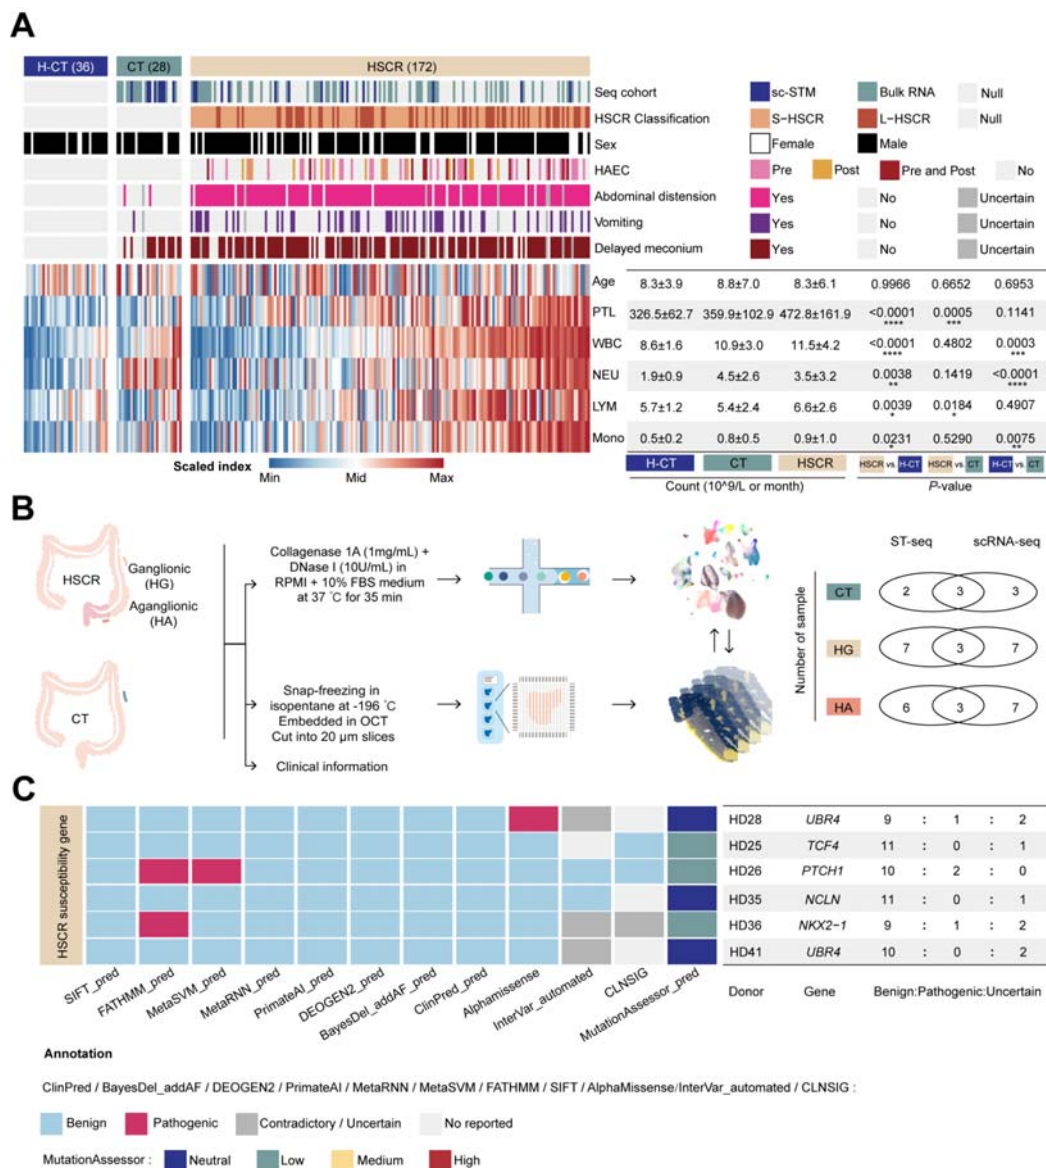 A
H-CT (36) CT (28) HSCR (172)
Seq cohort sc-STM Bulk RNA Null
HSCR Classification S-HSCR L-HSCR Null
Sex Female Male
HAEC Pre Post Pre and Post No
Abdominal distension Yes No Uncertain
Vomiting Yes No Uncertain
Delayed meconium Yes No Uncertain
Age 8.3±3.9 8.8±7.0 8.3±6.1 0.9966 0.6652 0.6953
PTL 326.5±62.7 359.9±102.9 472.8±161.9 <0.0001 0.0005 0.1141
**** ***
WBC 8.6±1.6 10.9±3.0 11.5±4.2 <0.0001 0.4802 0.0003
**** ***
NEU 1.9±0.9 4.5±2.6 3.5±3.2 0.0038 0.1419 <0.0001
** ****
LYM 5.7±1.2 5.4±2.4 6.6±2.6 0.0039 0.0184 0.4907
* *
Mono 0.5±0.2 0.8±0.5 0.9±1.0 0.0231 0.5290 0.0075
* **
Scaled index
Min Mid Max
H-CT CT HSCR HSCR vs. H-CT HSCR vs. CT H-CT vs. CT
Count (10^9/L or month) P-value
B
HSCR
Ganglionic
(HG)
Aganglionic
(HA)
CT
Collagenase 1A (1mg/mL) +
DNase I (10U/mL) in
RPMI + 10% FBS medium
at 37 °C for 35 min
Snap-freezing in
isopentane at -196 °C
Embedded in OCT
Cut into 20 µm slices
Clinical information
Number of sample
ST-seq scRNA-seq
CT 2 3 3
HG 7 3 7
HA 6 3 7
C
HSCR susceptibility gene
HD28 UBR4 9 : 1 : 2
HD25 TCF4 11 : 0 : 1
HD26 PTCH1 10 : 2 : 0
HD35 NCLN 11 : 0 : 1
HD36 NKX2-1 9 : 1 : 2
HD41 UBR4 10 : 0 : 2
Donor Gene Benign:Pathogenic:Uncertain
SIFT_pred
FATHMM_pred
MetaSVM_pred
MetaRNN_pred
PrimateAI_pred
DEOGEN2_pred
BayesDel_addAF_pred
ClinPred_pred
Alphamissense
InterVar_automated
CLNSIG
MutationAssessor_pred
Annotation
ClinPred / BayesDel_addAF / DEOGEN2 / PrimateAI / MetaRNN / MetaSVM / FATHMM / SIFT / AlphaMissense/InterVar_automated / CLNSIG :
Benign Pathogenic Contradictory / Uncertain No reported
MutationAssessor : Neutral Low Medium High